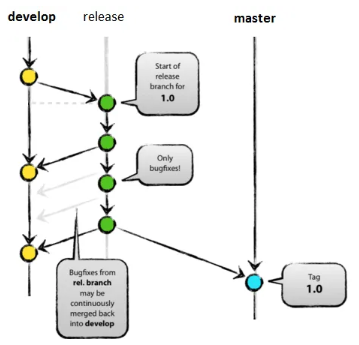 develop release master
Start of
release
branch for
1.0
Only
bugfixes!
Bugfixes from
rel. branch
may be
continuously
merged back
into develop
Tag
1.0